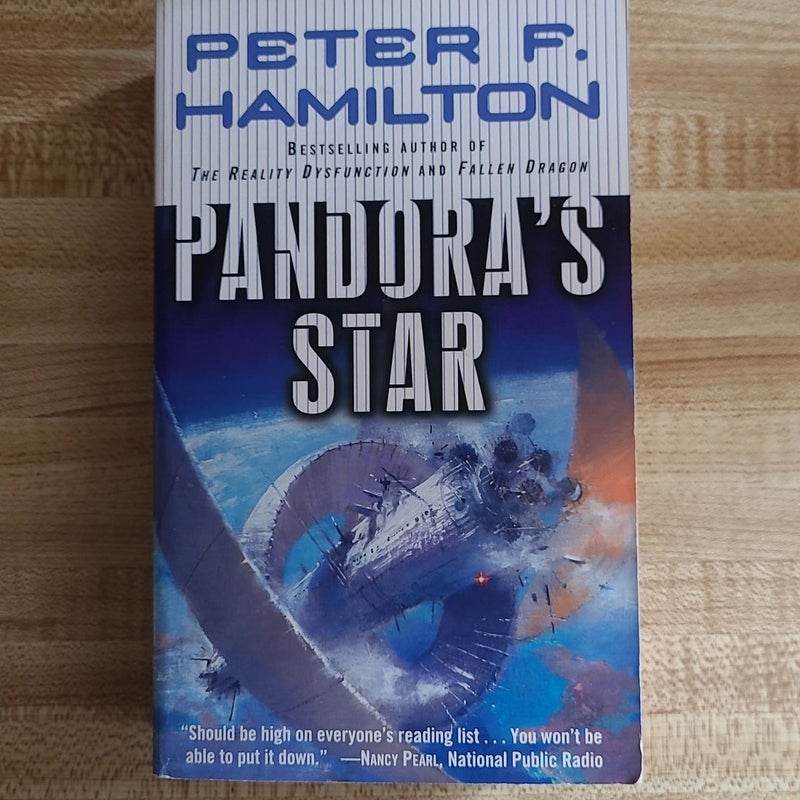 PETER F.
HAMILTON
BESTSELLING AUTHOR OF
THE REALITY DYSFUNCTION AND FALLEN DRAGON
PANDORA'S
STAR
"Should be high on everyone's reading list . . . You won't be
able to put it down." —NANCY PEARL, National Public Radio